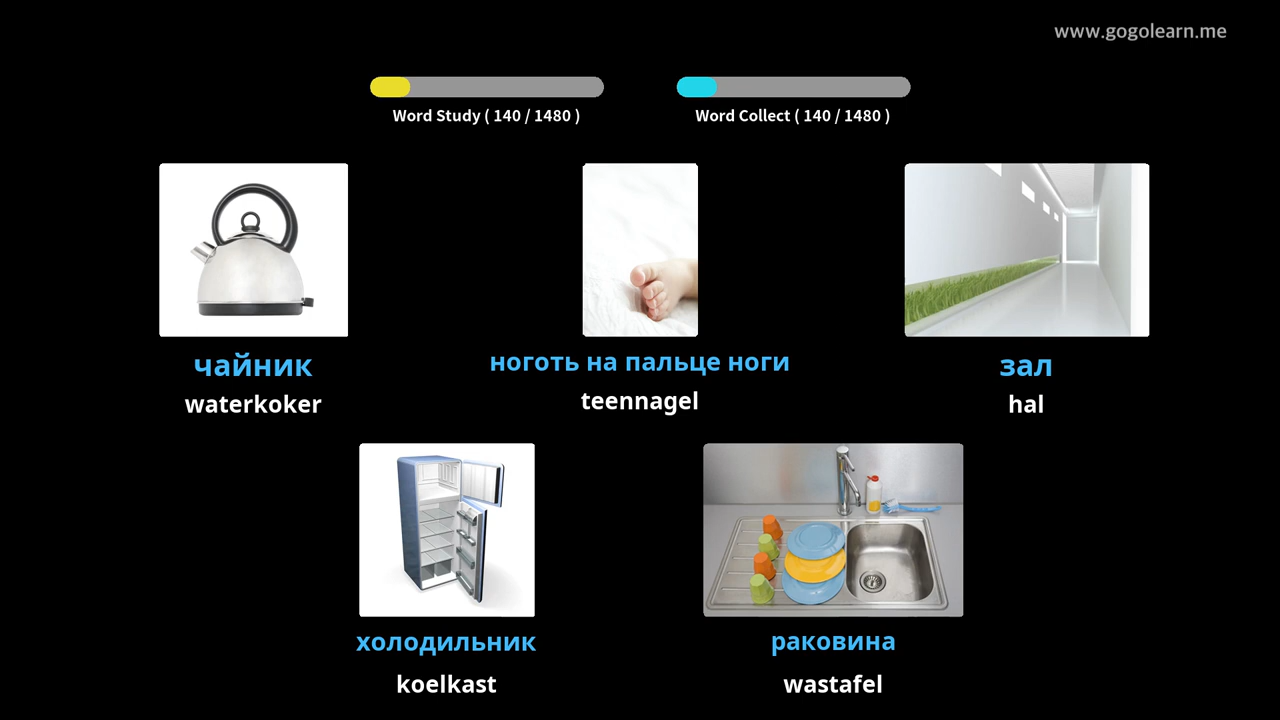 www.gogolearn.me
Word Study ( 140 / 1480 )
Word Collect ( 140 / 1480 )
чайник
waterkoker
ноготь на пальце ноги
teennagel
зал
hal
холодильник
koelkast
раковина
wastafel